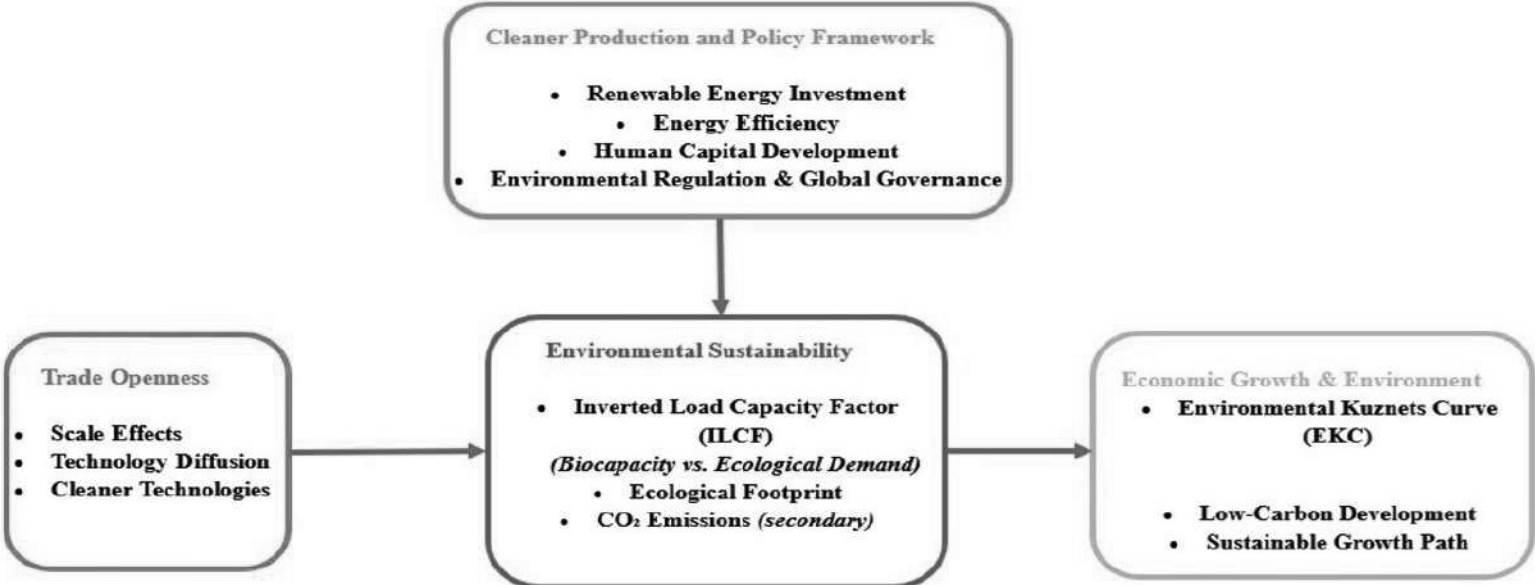 Cleaner Production and Policy Framework
• Renewable Energy Investment
• Energy Efficiency
• Human Capital Development
• Environmental Regulation & Global Governance
Trade Openness
• Scale Effects
• Technology Diffusion
• Cleaner Technologies
Environmental Sustainability
• Inverted Load Capacity Factor
(ILCF)
(Biocapacity vs. Ecological Demand)
• Ecological Footprint
• CO₂ Emissions (secondary)
Economic Growth & Environment
• Environmental Kuznets Curve
(EKC)
• Low-Carbon Development
• Sustainable Growth Path